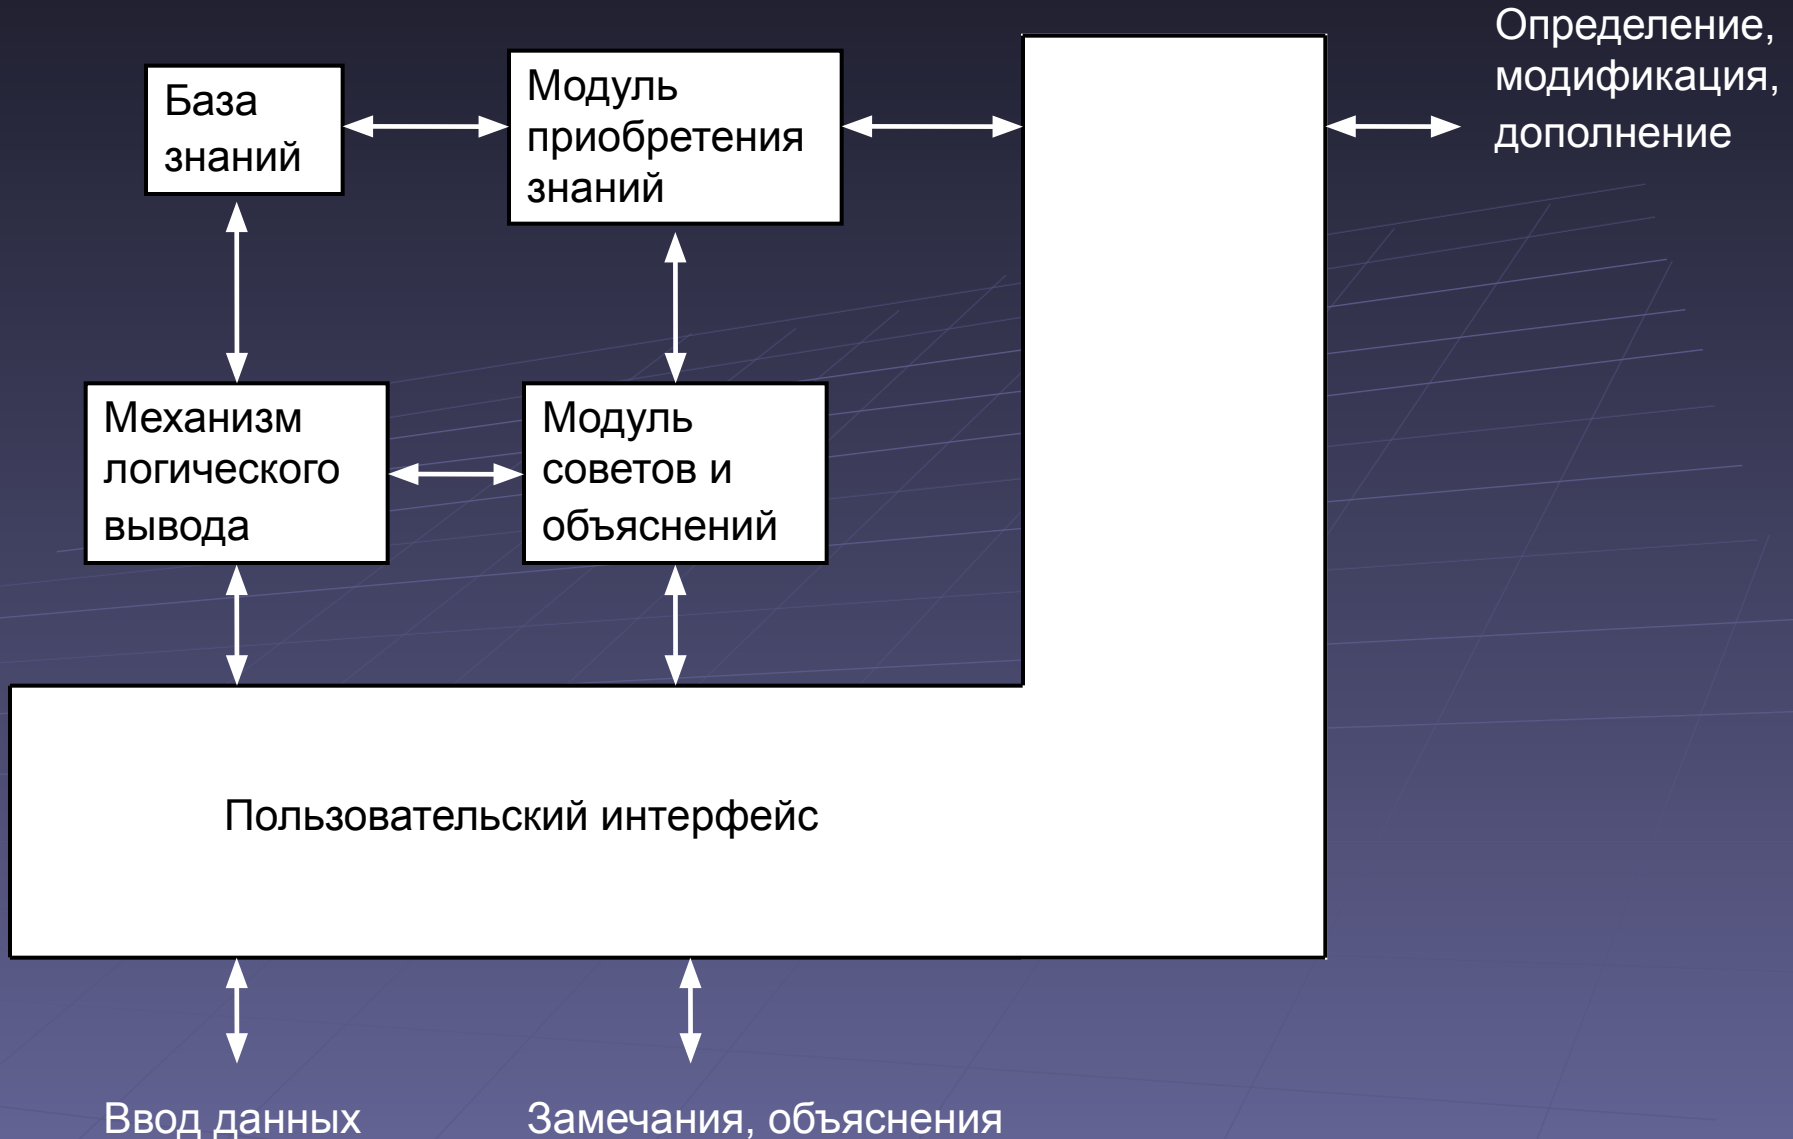 База
знаний
Модуль
приобретения
знаний
Определение,
модификация,
дополнение
Механизм
логического
вывода
Модуль
советов и
объяснений
Пользовательский интерфейс
Ввод данных
Замечания, объяснения